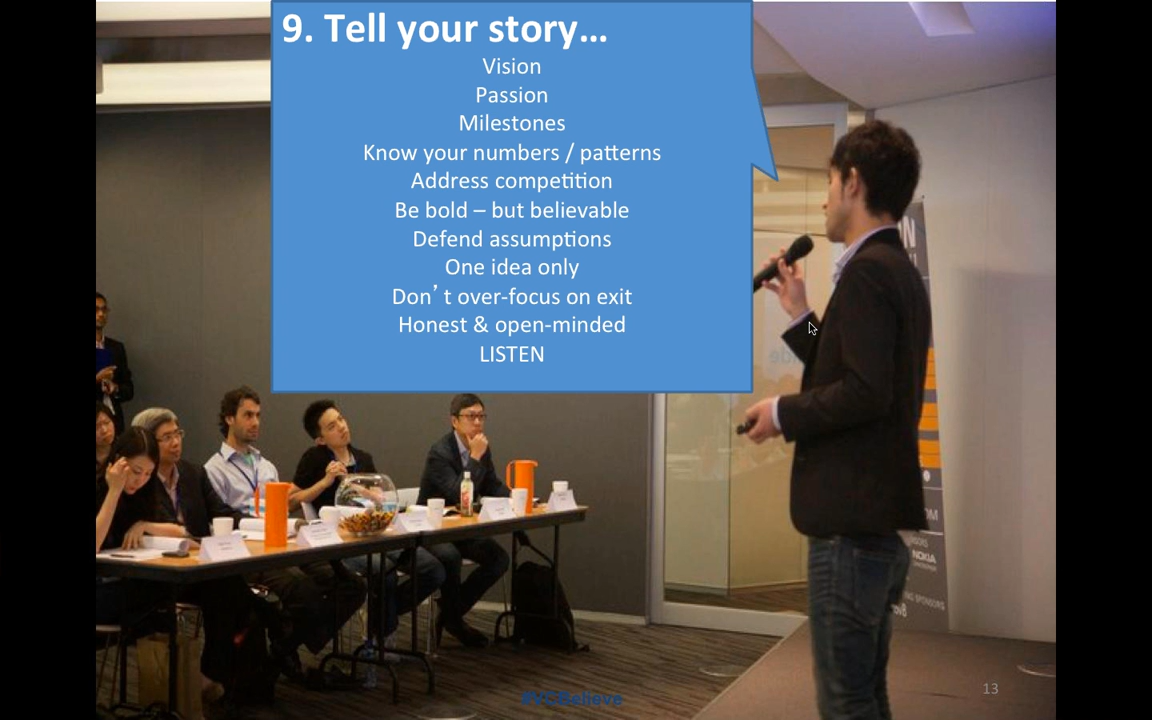 9. Tell your story…
Vision
Passion
Milestones
Know your numbers / patterns
Address competition
Be bold – but believable
Defend assumptions
One idea only
Don’t over-focus on exit
Honest & open-minded
LISTEN
NOKIA
#VCBelieve
13